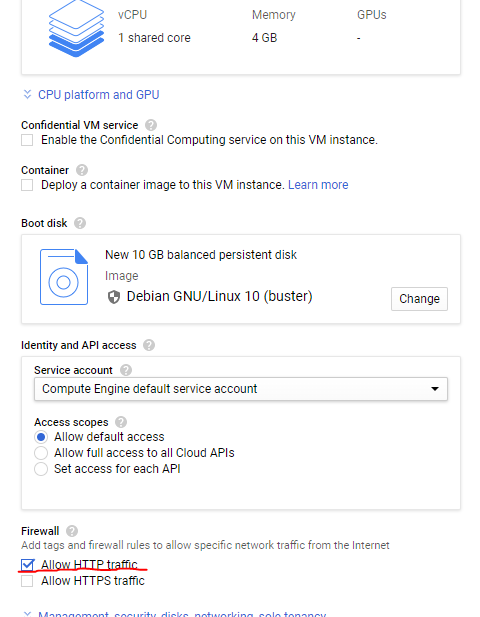 vCPU Memory GPUs
1 shared core 4 GB -
CPU platform and GPU
Confidential VM service
Enable the Confidential Computing service on this VM instance.
Container
Deploy a container image to this VM instance. Learn more
Boot disk
New 10 GB balanced persistent disk
Image
Debian GNU/Linux 10 (buster)
Change
Identity and API access
Service account
Compute Engine default service account
Access scopes
Allow default access
Allow full access to all Cloud APIs
Set access for each API
Firewall
Add tags and firewall rules to allow specific network traffic from the Internet
Allow HTTP traffic
Allow HTTPS traffic
Management, security, disks, networking, sole tenancy